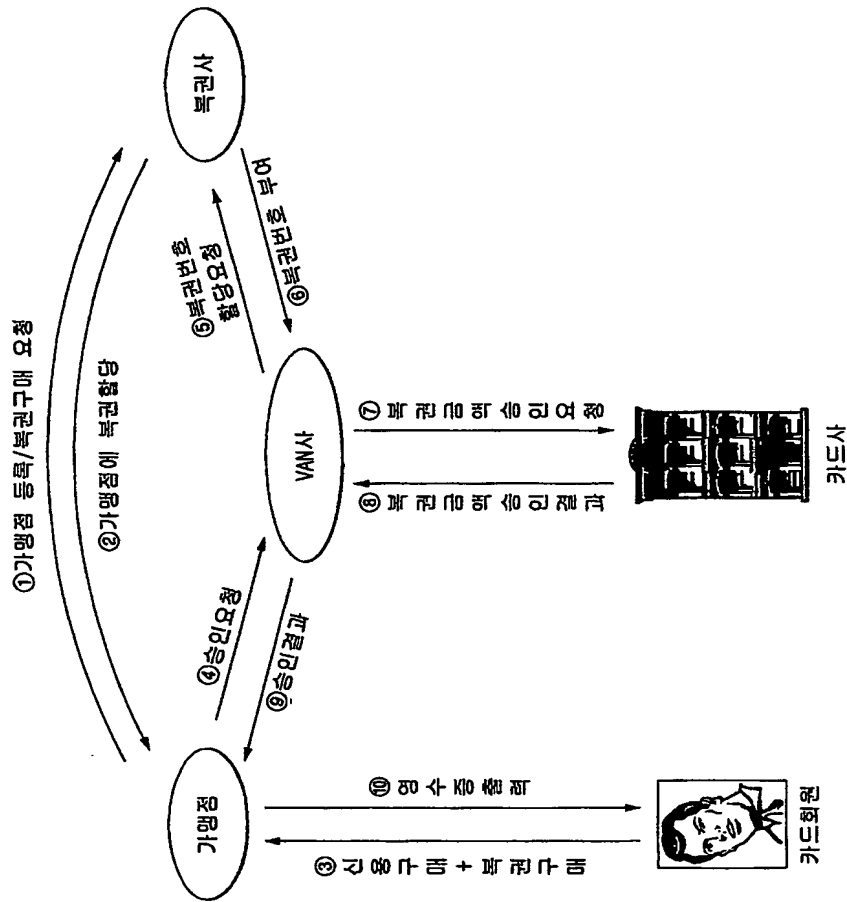 ①가맹점 등록/복권구매 요청
②가맹점에 복권할당
가맹점
VAN사
복권사
④승인요청
⑨승인결과
⑤복권번호
할당요청
⑥복권번호 부여
③신용구매+복권구매
⑩영수증출력
⑧복권금액승인결과
⑦복권금액승인요청
카드회원
카드사